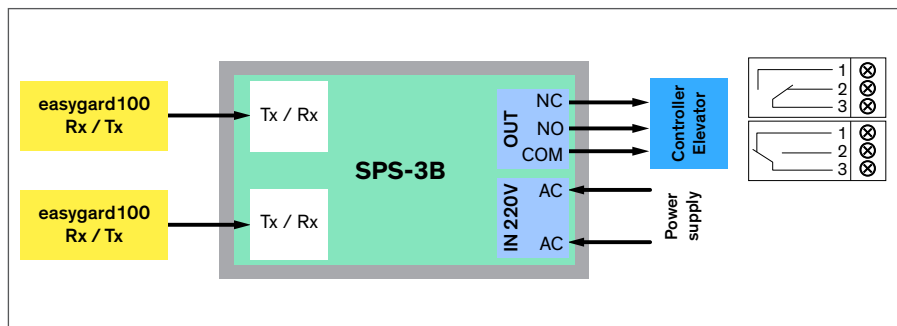 easygard100
Rx / Tx
Tx / Rx
easygard100
Rx / Tx
Tx / Rx
SPS-3B
OUT
NC
NO
COM
IN 220V
AC
AC
Controller
Elevator
Power
supply
1
2
3
1
2
3